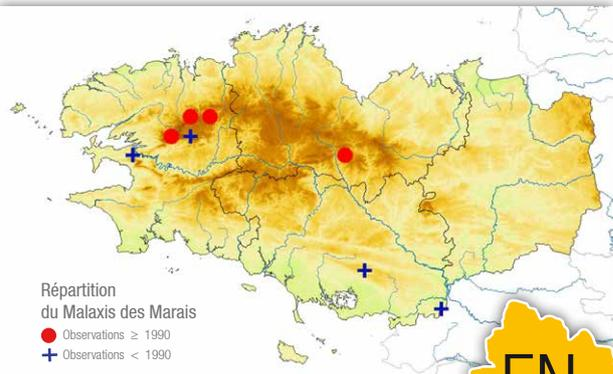 Répartition
du Malaxis des Marais
Observations ≥ 1990
Observations < 1990
EN